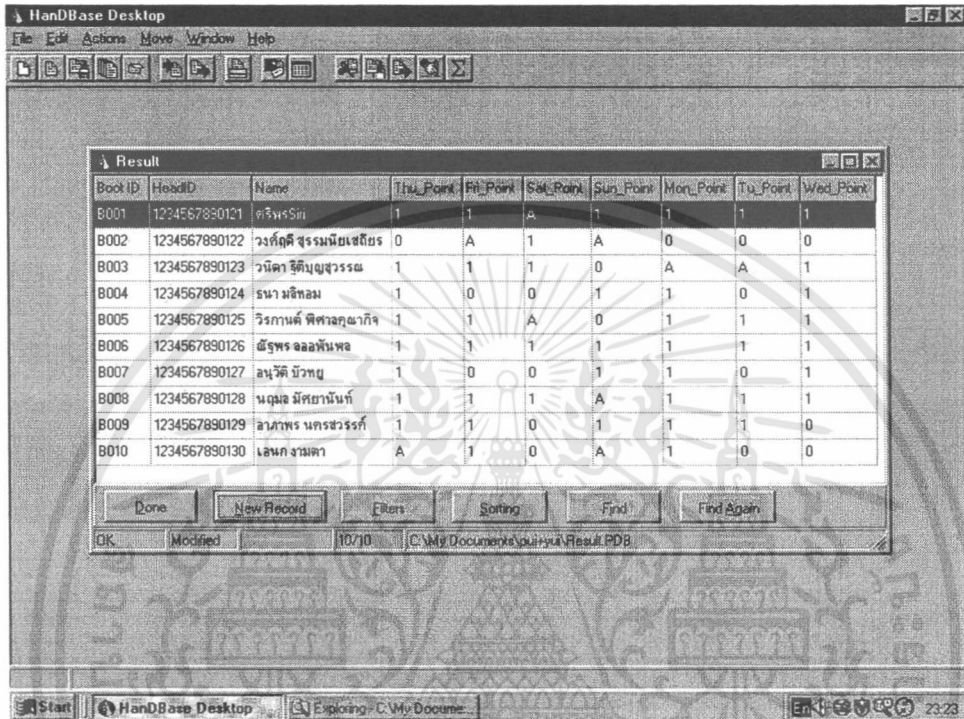 HanDBase Desktop
File Edit Actions Move Window Help
Result
Boot ID HeadID Name Thu_Point Fri_Point Sat_Point Sun_Point Mon_Point Tu_Point Wed_Point
B001 1234567890121 ศริพรSiri 1 1 A 1 1 1 1
B002 1234567890122 วงศ์ฤดี สุธรรมนิยเสถียร 0 A 1 A 0 0 0
B003 1234567890123 วนิดา ฐิติบุญสุวรรณ 1 1 1 0 A A 1
B004 1234567890124 ธนา มลิหอม 1 0 0 1 1 0 1
B005 1234567890125 วิรกานต์ พิศาลคุณากิจ 1 1 A 0 1 1 1
B006 1234567890126 ณัฐพร ลออพันพล 1 1 1 1 1 1 1
B007 1234567890127 อนุวัติ บัวหยู 1 0 0 1 1 0 1
B008 1234567890128 นฤมล มัศยานันท์ 1 1 1 A 1 1 1
B009 1234567890129 อาภาพร นครสวรรค์ 1 1 0 1 1 1 0
B010 1234567890130 เอนก งามตา A 1 0 A 1 0 0
Done New Record Filters Sorting Find Find Again
OK Modified 10/10 C:\My Documents\pui+yui\Result.PDB
Start HanDBase Desktop Exploring - C:\My Docume... En 23:23